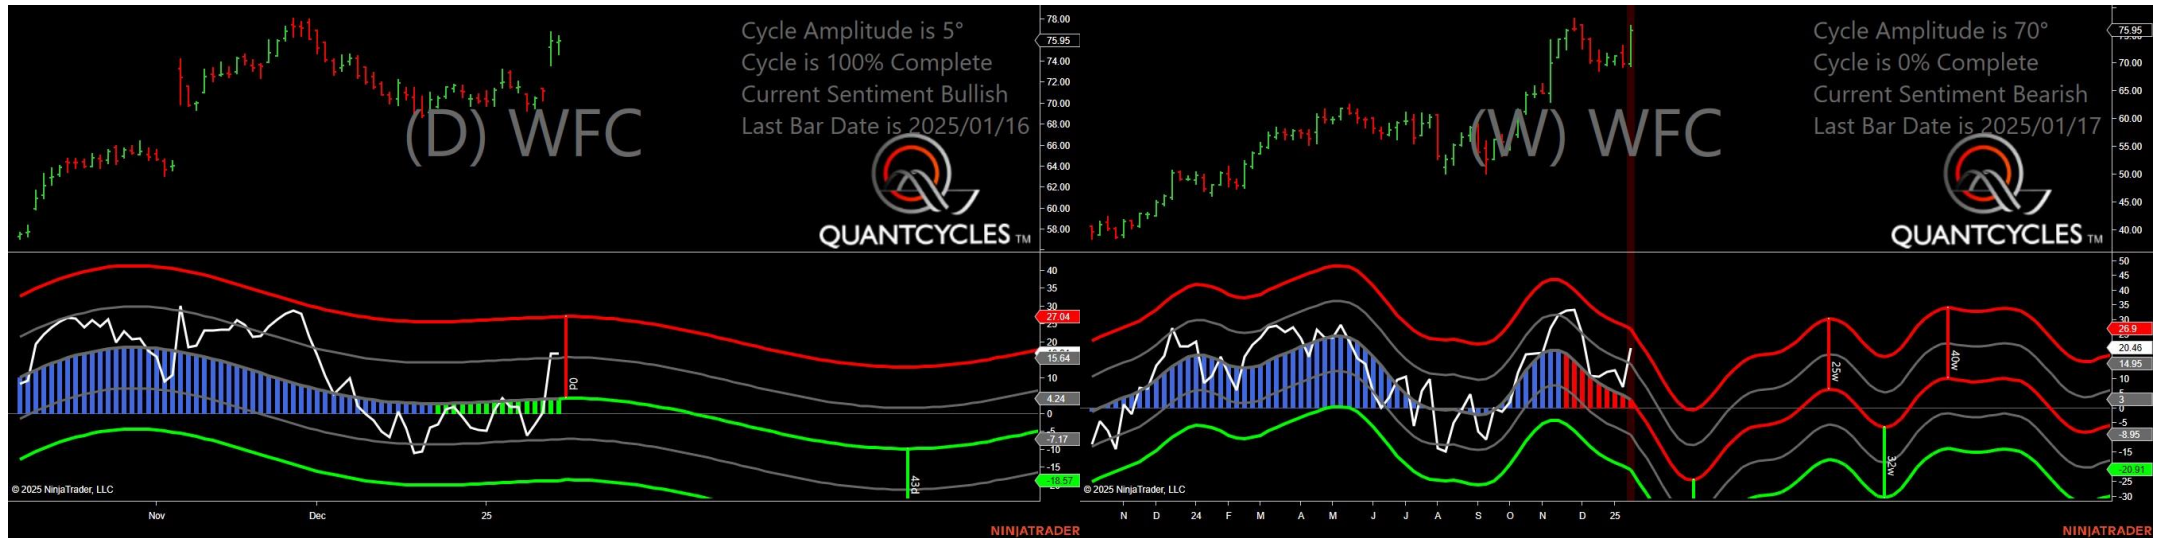 Cycle Amplitude is 5°
Cycle is 100% Complete
Current Sentiment Bullish
Last Bar Date is 2025/01/16
(D) WFC
QUANTCYCLES TM
78.00
75.95
74.00
72.00
70.00
68.00
66.00
64.00
62.00
60.00
58.00
40
35
30
27.04
25
20
15.64
10
4.24
0
-5
-7.17
-10
-15
-18.57
P0
43d
© 2025 NinjaTrader, LLC
Nov
Dec
25
NINJATRADER
Cycle Amplitude is 70°
Cycle is 0% Complete
Current Sentiment Bearish
Last Bar Date is 2025/01/17
(W) WFC
QUANTCYCLES TM
75.95
75.00
70.00
65.00
60.00
55.00
50.00
45.00
40.00
50
45
40
35
30
26.9
20.46
14.95
10
3
0
-5
-8.95
-15
-20.91
-25
-30
25w
40w
32w
© 2025 NinjaTrader, LLC
N D 24 F M A M J J A S O N D 25
NINJATRADER